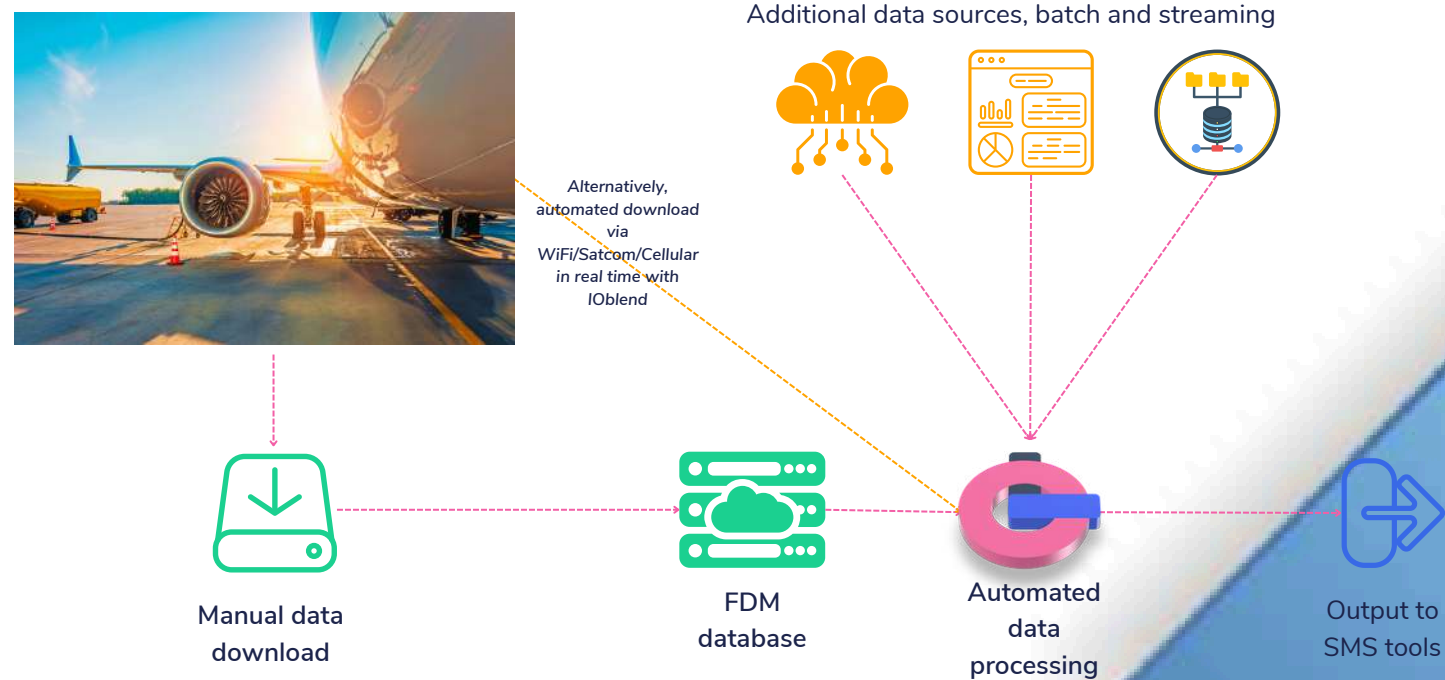 Additional data sources, batch and streaming
Alternatively,
automated download
via
WiFi/Satcom/Cellular
in real time with
IOblend
Manual data
download
FDM
database
Automated
data
processing
Output to
SMS tools